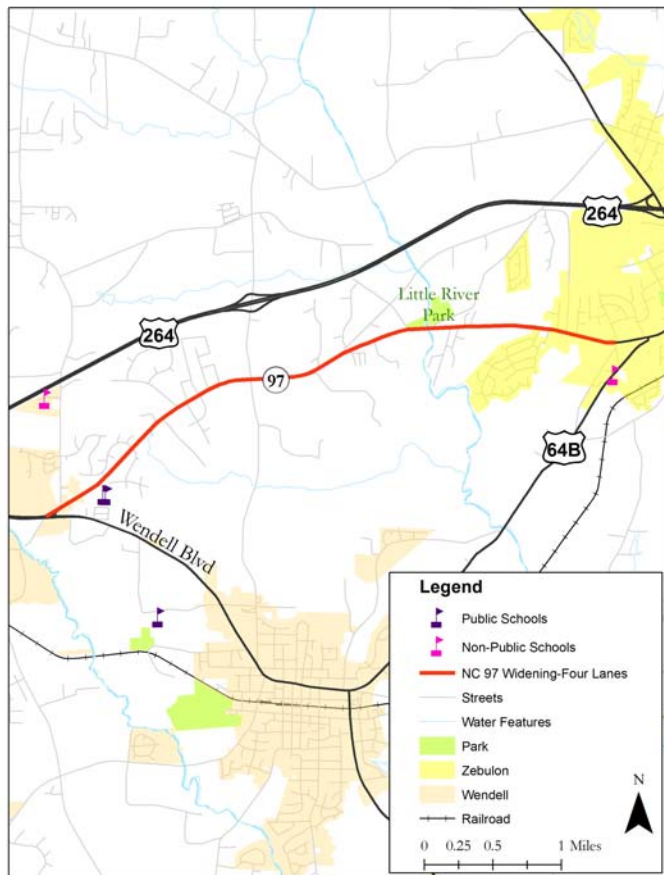 264
Little River
Park
264
97
64B
Wendell Blvd
Legend
Public Schools
Non-Public Schools
NC 97 Widening-Four Lanes
Streets
Water Features
Park
Zebulon
Wendell
Railroad
N
0 0.25 0.5 1 Miles